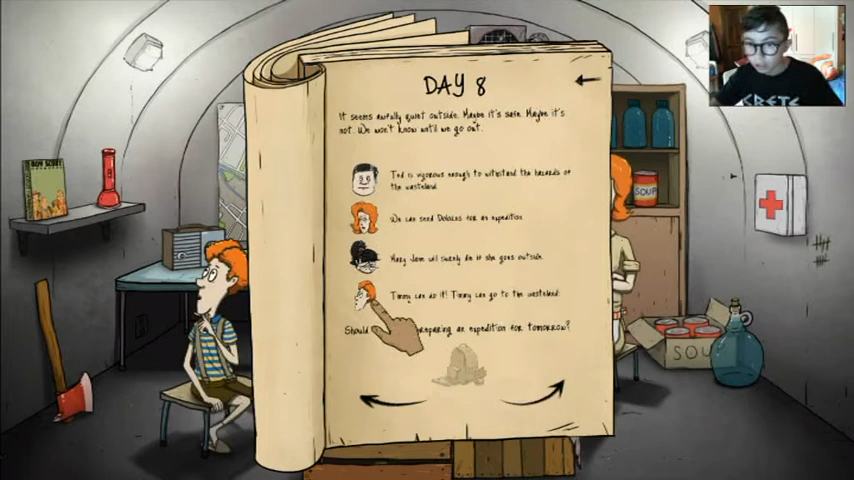 DAY 8
It seems awfully quiet outside. Maybe it's safe. Maybe it's
not. We won't know until we go out.
Ted is vigorous enough to withstand the hazards of
the wasteland.
We can send Dolores for an expedition.
Mary Jane will surely die if she goes outside.
Timmy can do it! Timmy can go to the wasteland.
Should preparing an expedition for tomorrow?
BOY SCOUT
SOUP
SOU
CRETE